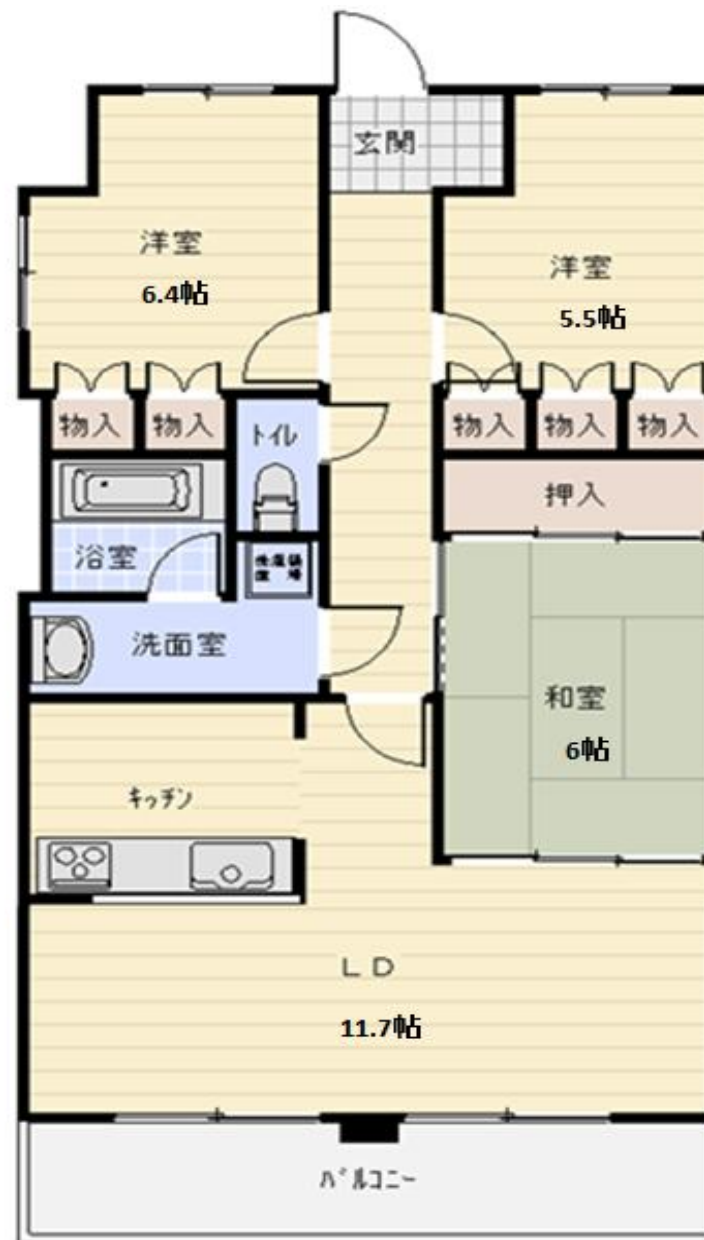 玄関
洋室
6.4帖
洋室
5.5帖
物入
物入
トイレ
物入
物入
物入
押入
浴室
洗面室
和室
6帖
キッチン
LD
11.7帖
バルコニー